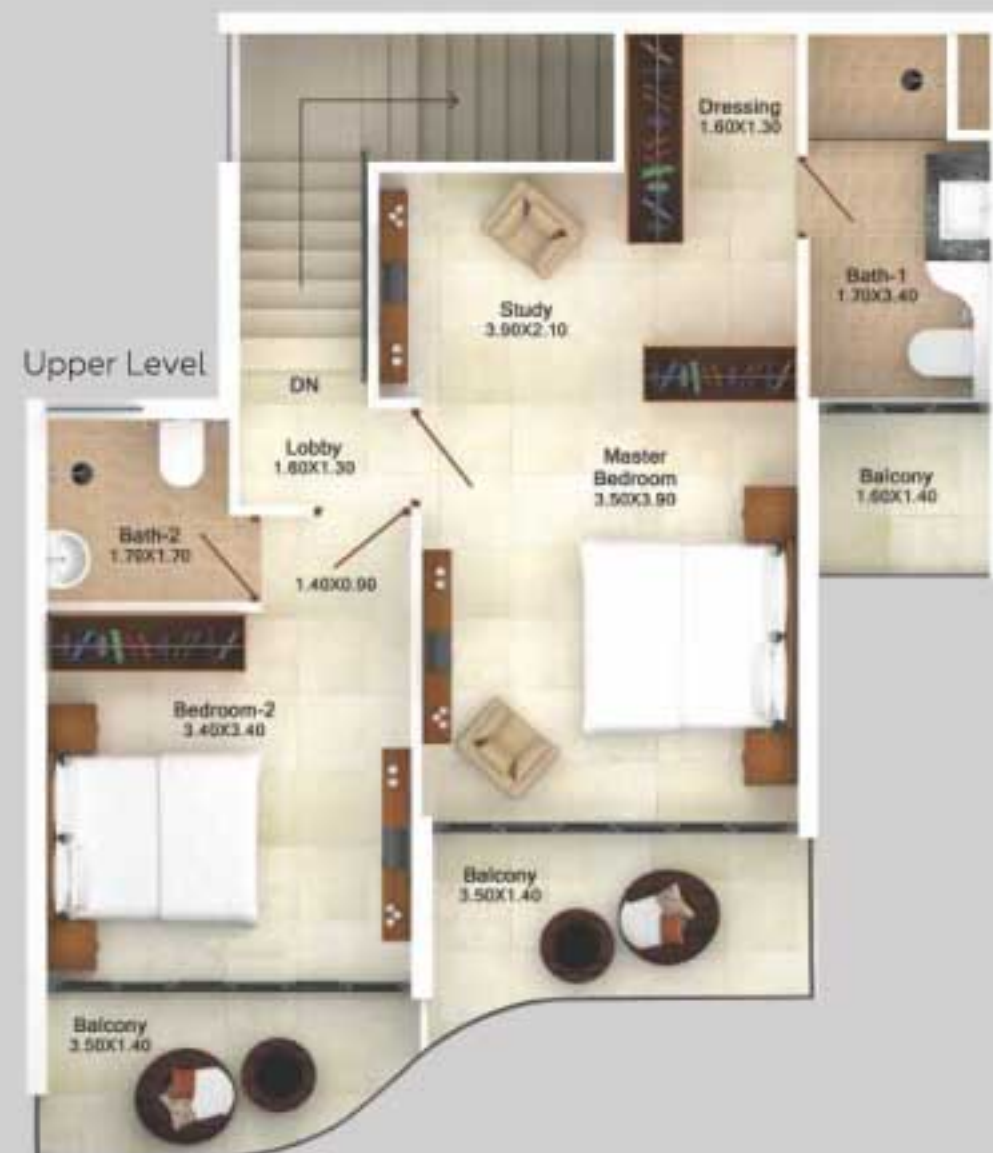 Dressing
1.60X1.30
Bath-1
1.70X3.40
Study
3.90X2.10
Upper Level
DN
Lobby
1.60X1.30
Master
Bedroom
3.50X3.90
Balcony
1.60X1.40
Bath-2
1.70X1.70
1.40X0.90
Bedroom-2
3.40X3.40
Balcony
3.50X1.40
Balcony
3.50X1.40